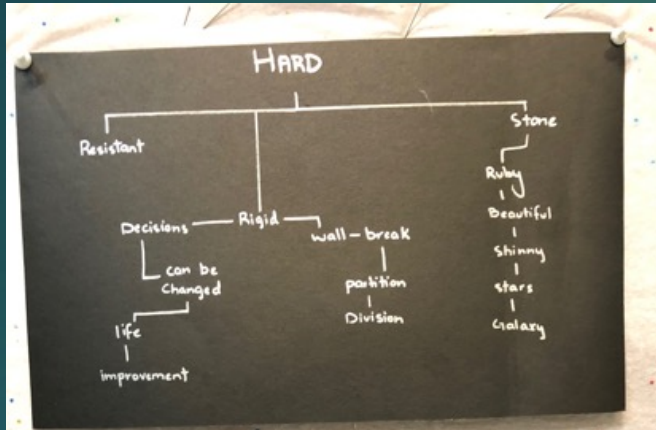 HARD
Resistant
Stone
Ruby
Beautiful
Shinny
stars
Galaxy
Decisions
Rigid
wall-break
can be
changed
life
improvement
partition
Division